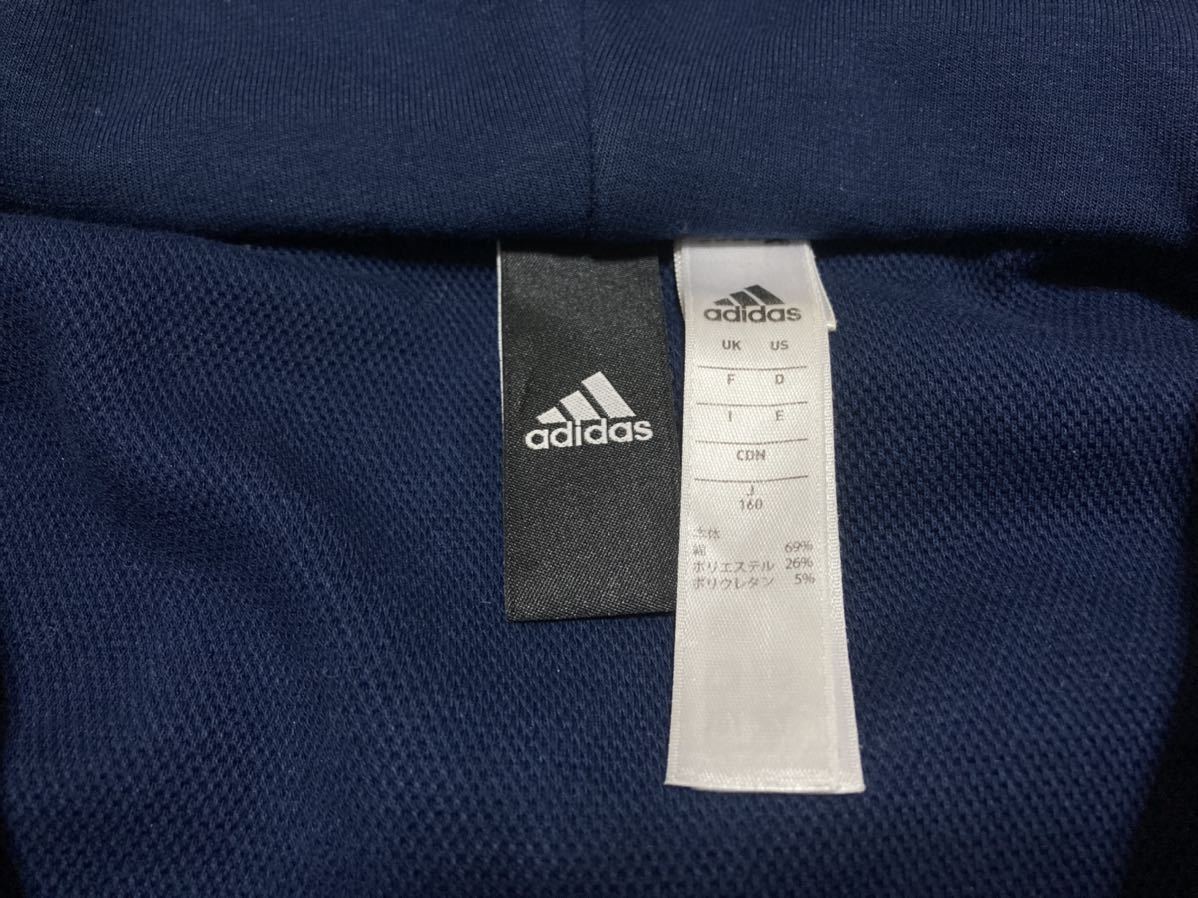 adidas
adidas
UK US
F D
I E
CDN
J
160
本体
綿 69%
ポリエステル 26%
ポリウレタン 5%